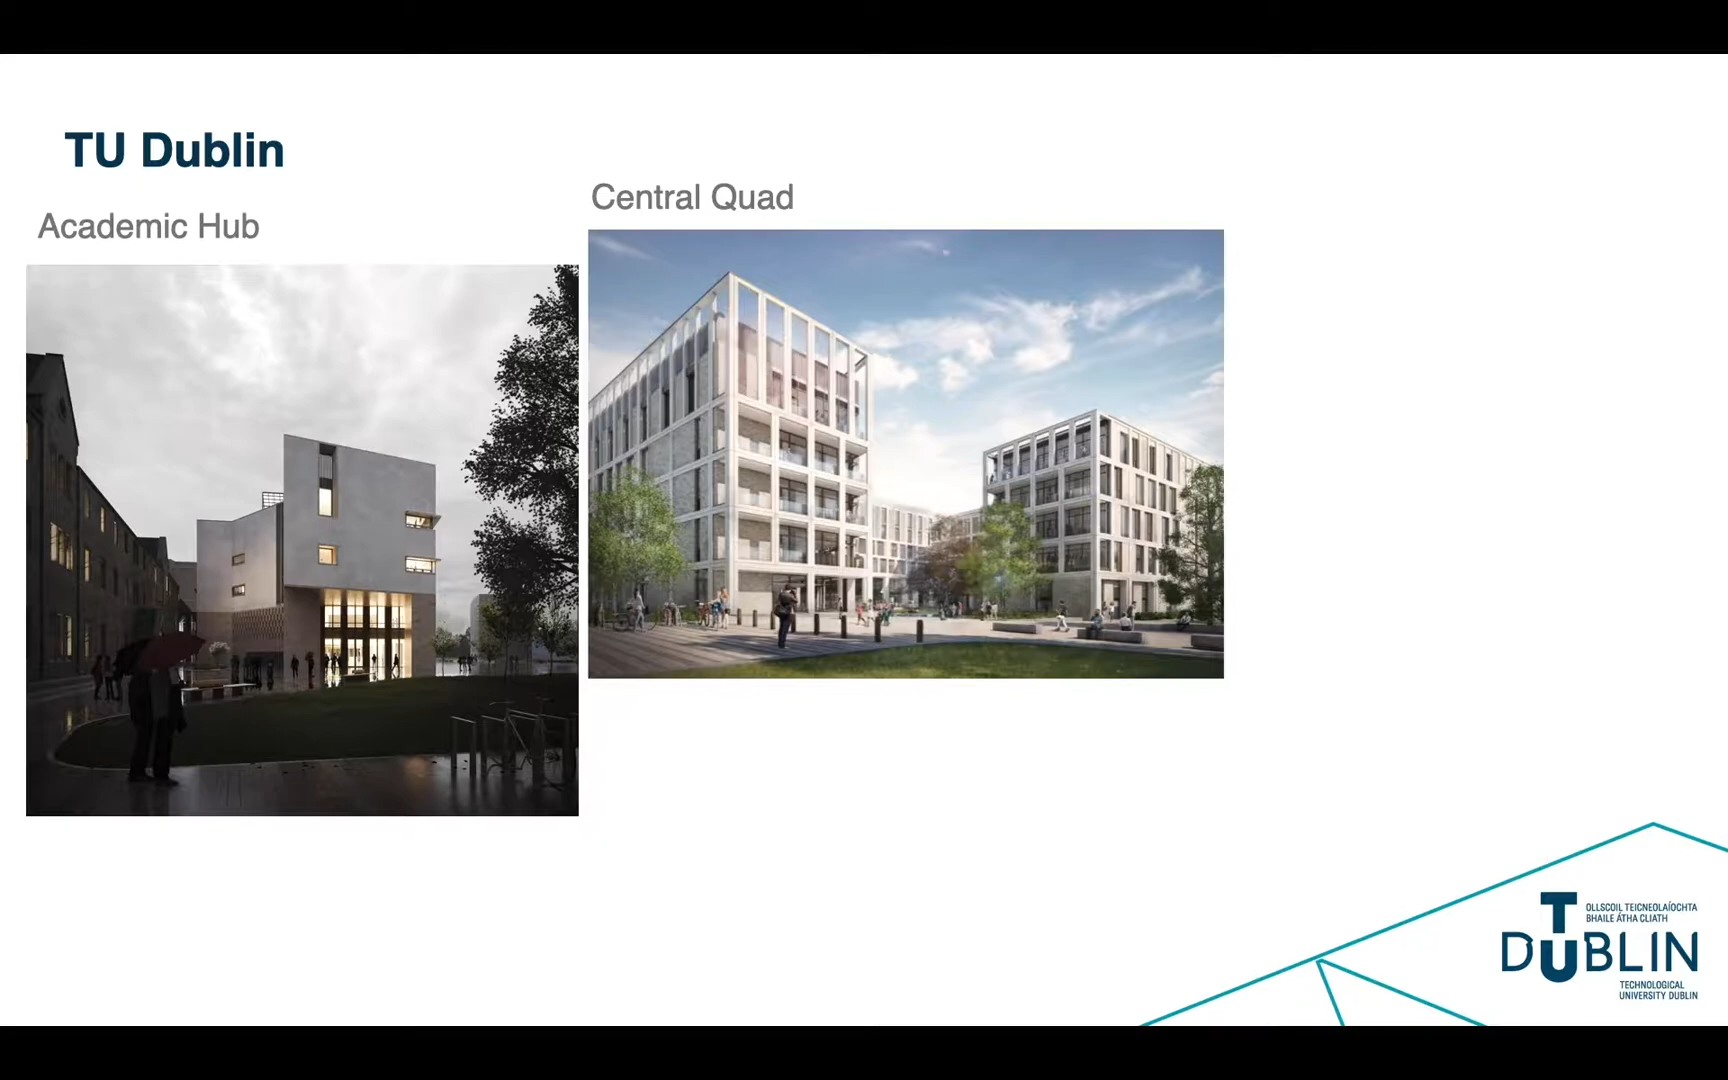 TU Dublin
Academic Hub
Central Quad
OLLSCOIL TEICNEOLAÍOCHTA
BHAILE ÁTHA CLIATH
TU DUBLIN
TECHNOLOGICAL
UNIVERSITY DUBLIN